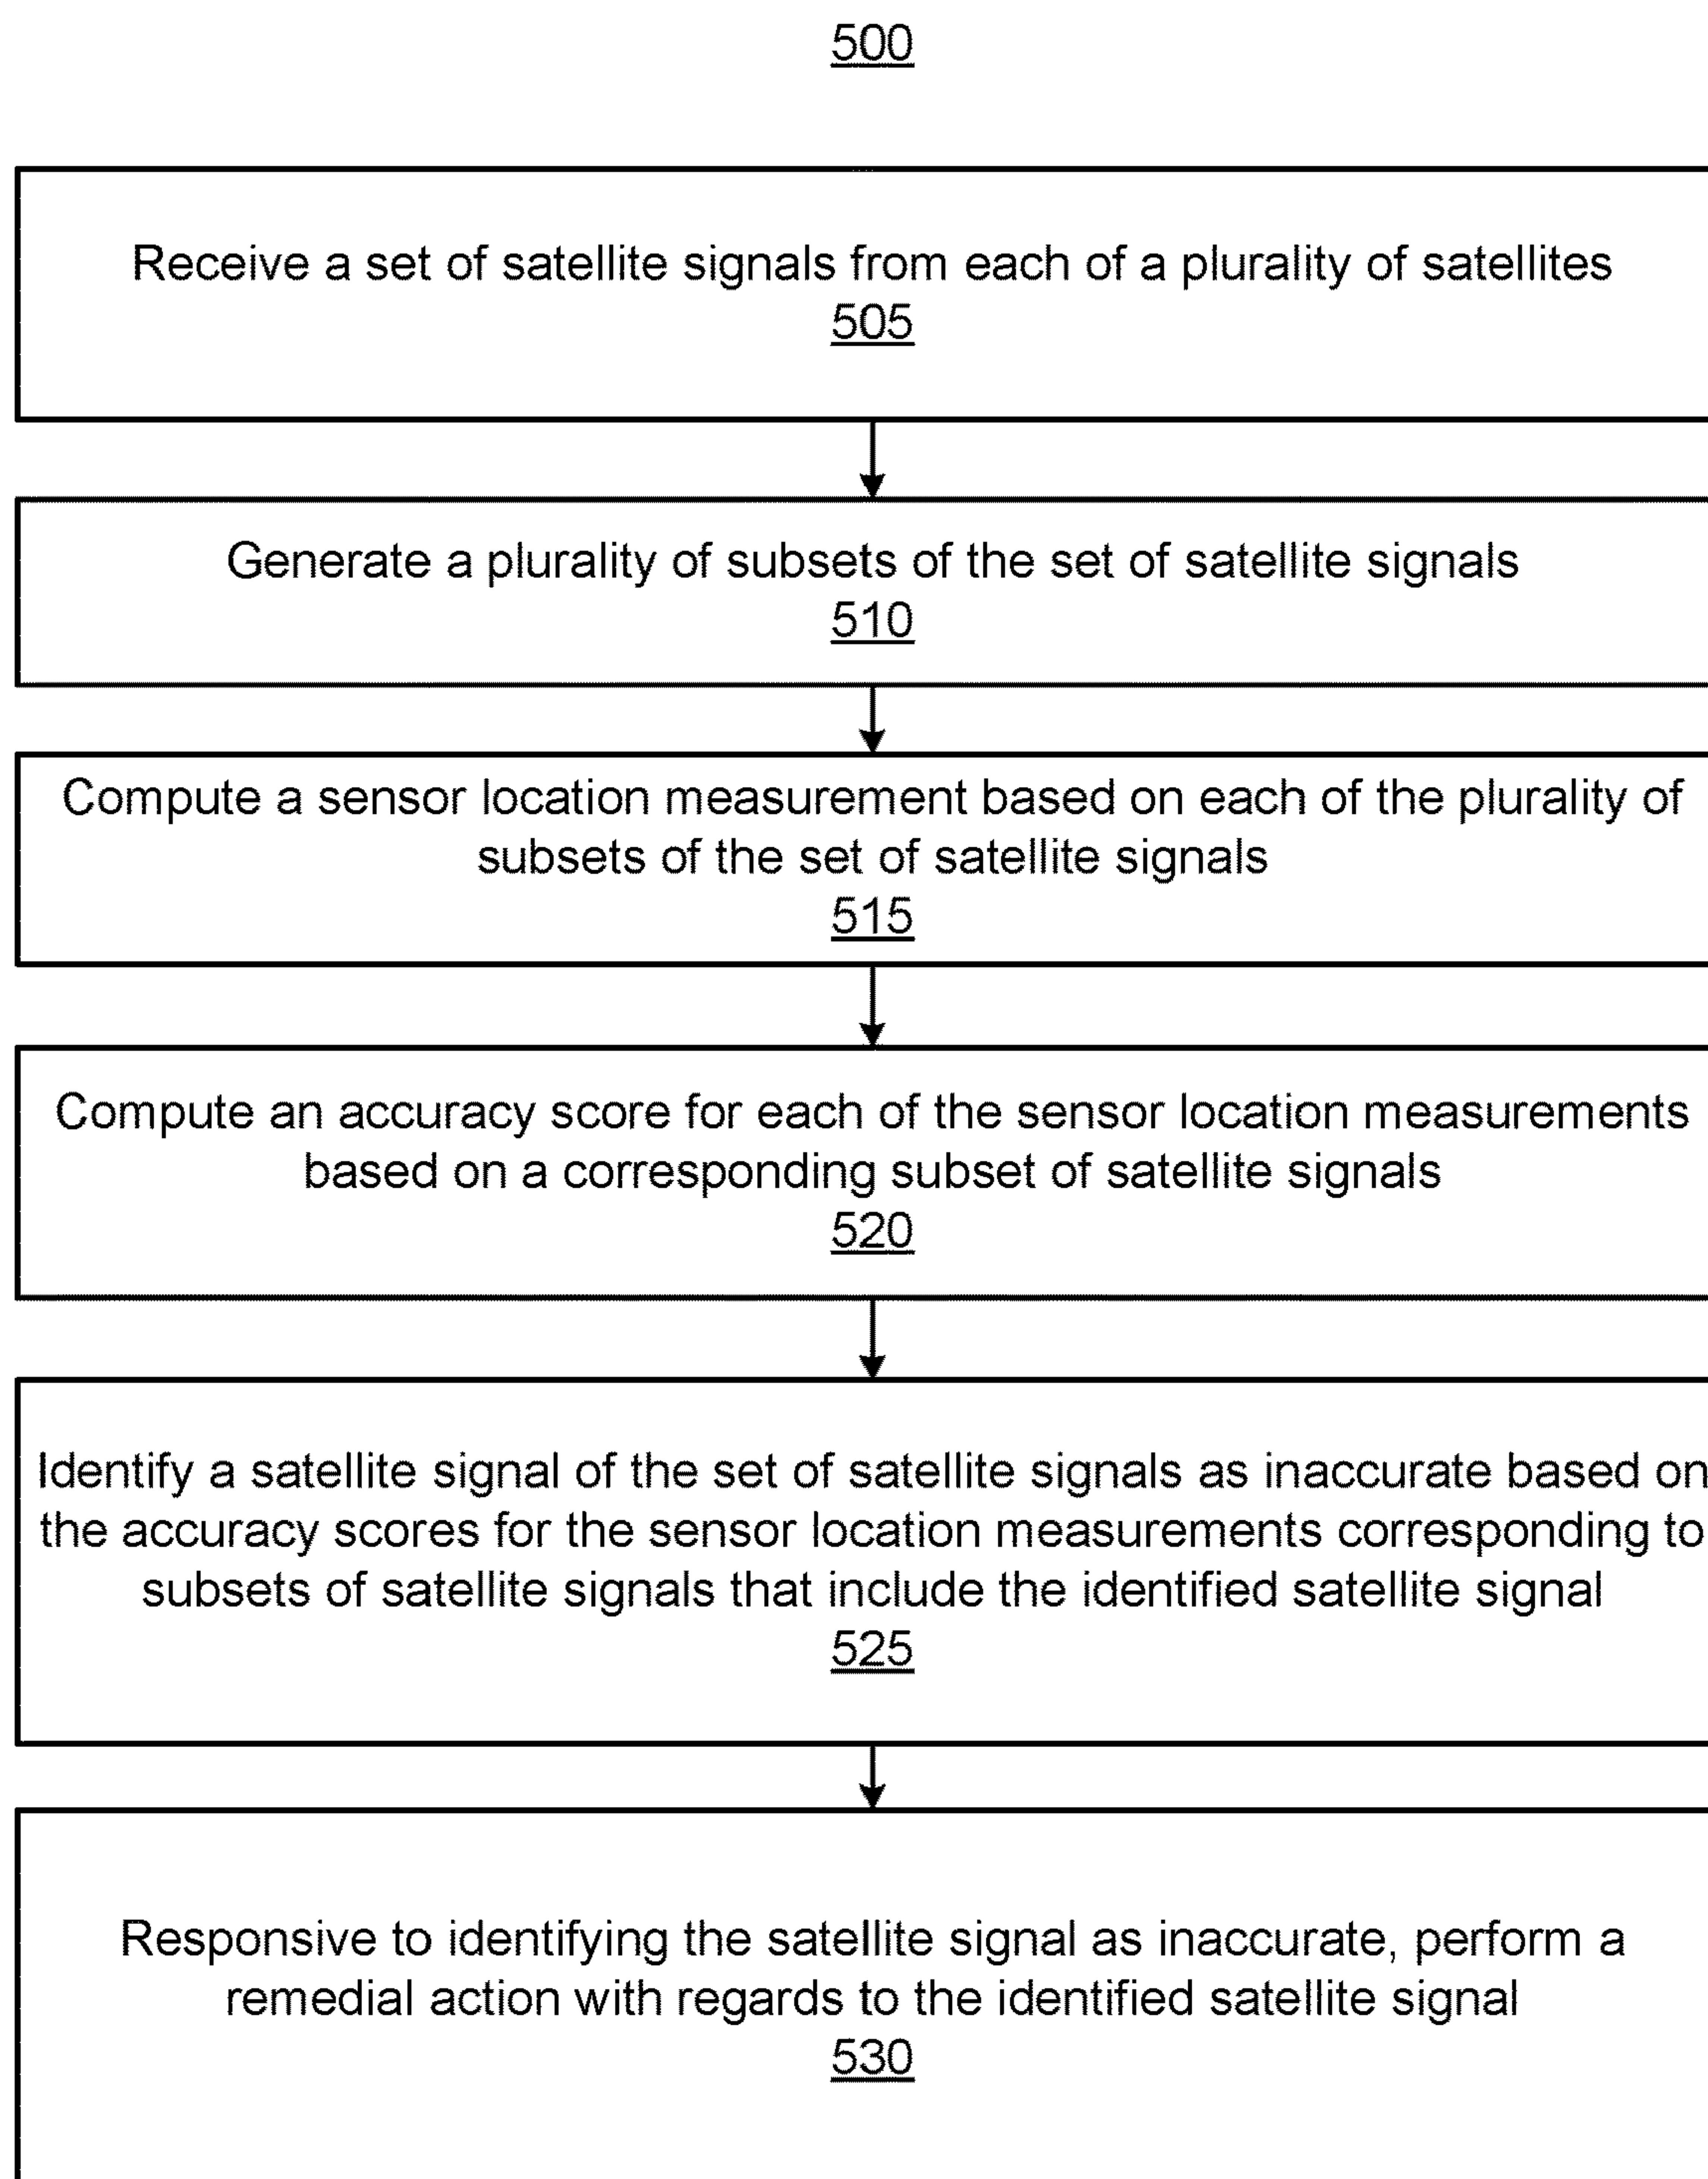 500
Receive a set of satellite signals from each of a plurality of satellites
505
Generate a plurality of subsets of the set of satellite signals
510
Compute a sensor location measurement based on each of the plurality of
subsets of the set of satellite signals
515
Compute an accuracy score for each of the sensor location measurements
based on a corresponding subset of satellite signals
520
Identify a satellite signal of the set of satellite signals as inaccurate based on
the accuracy scores for the sensor location measurements corresponding to
subsets of satellite signals that include the identified satellite signal
525
Responsive to identifying the satellite signal as inaccurate, perform a
remedial action with regards to the identified satellite signal
530